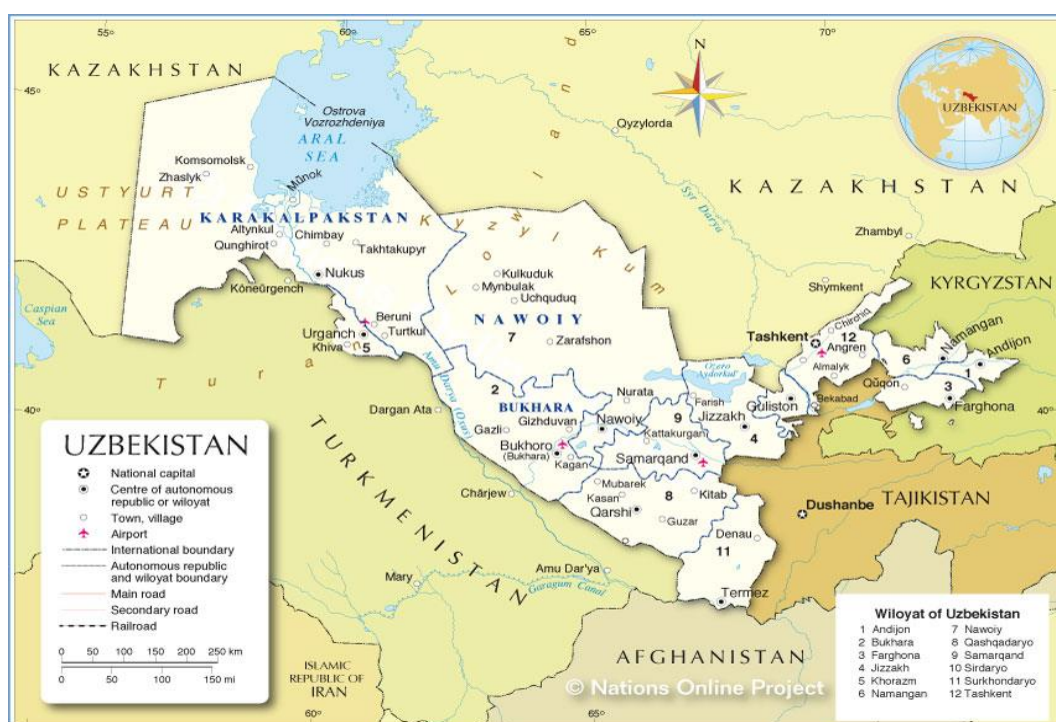 55°
60°
65°
70°
N
KAZAKHSTAN
45°
UZBEKISTAN
Ostrova
Vozrozhdeniya
ARAL
SEA
Qyzylorda
Syr Darya
KAZAKHSTAN
Komsomolsk
Zhaslyk
Mŭnok
USTYURT
PLATEAU
KARAKALPAKSTAN
Kyzyl Kum
Lowland
Altynkul
Chimbay
Qunghirot
Takhtakupyr
Zhambyl
KYRGYZSTAN
Nukus
Köneürgench
Kulkuduk
Mynbulak
Uchquduq
Shymkent
Caspian
Sea
Beruni
Urganch
Turtkul
Khiva
5
NAWOIY
7
Zarafshon
Tashkent
Chirchiq
12
Angren
Almalyk
Namangan
6
Andijon
1
Qŭqon
3
Farghona
Turan
Amu Darya (Oxus)
2
BUKHARA
Ozero
Aydorkul'
40°
Dargan Ata
Gizhduvan
Gazli
Nurata
Nawoiy
Farish
9
Jizzakh
Guliston
Bekabad
40°
Kattakurgan
4
Bukhoro
(Bukhara)
Kagan
Samarqand
TURKMENISTAN
Chärjew
Mubarek
Kasan
8
Kitab
Qarshi
Guzar
Denau
11
Dushanbe
TAJIKISTAN
Mary
Amu Dar'ya
Garagum Canal
Termez
AFGHANISTAN
ISLAMIC
REPUBLIC OF
IRAN
60°
65°
© Nations Online Project
UZBEKISTAN
National capital
Centre of autonomous
republic or wiloyat
Town, village
Airport
International boundary
Autonomous republic
and wiloyat boundary
Main road
Secondary road
Railroad
0 50 100 150 200 250 km
0 50 100 150 mi
Wiloyat of Uzbekistan
1 Andijon 7 Nawoiy
2 Bukhara 8 Qashqadaryo
3 Farghona 9 Samarqand
4 Jizzakh 10 Sirdaryo
5 Khorazm 11 Surkhondaryo
6 Namangan 12 Tashkent